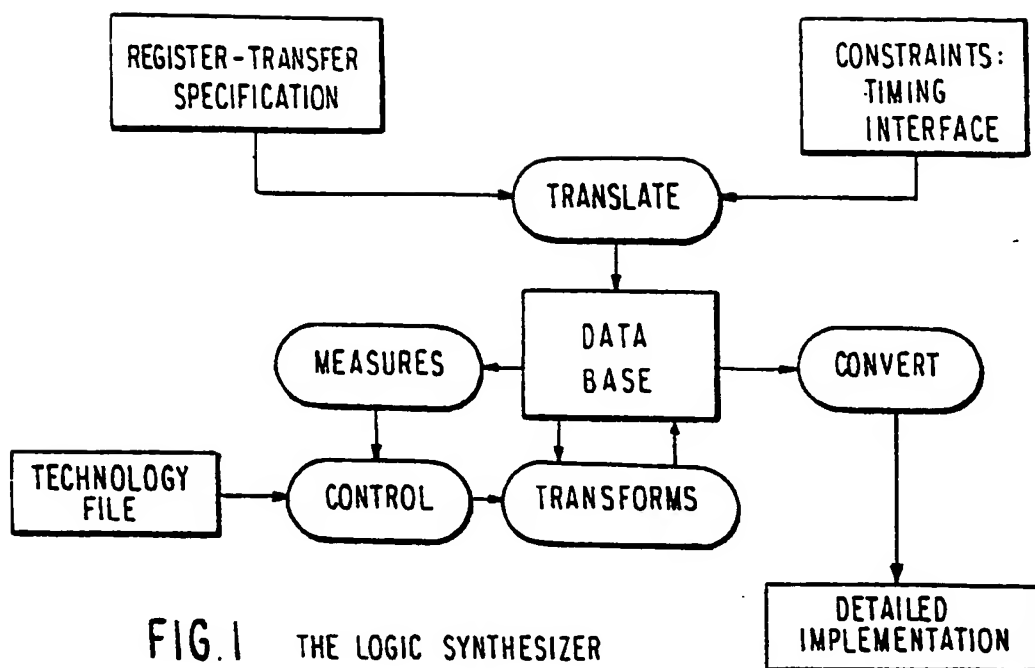 REGISTER-TRANSFER
SPECIFICATION
CONSTRAINTS:
TIMING
INTERFACE
TRANSLATE
DATA
BASE
MEASURES
CONVERT
TECHNOLOGY
FILE
CONTROL
TRANSFORMS
DETAILED
IMPLEMENTATION
FIG.1 THE LOGIC SYNTHESIZER